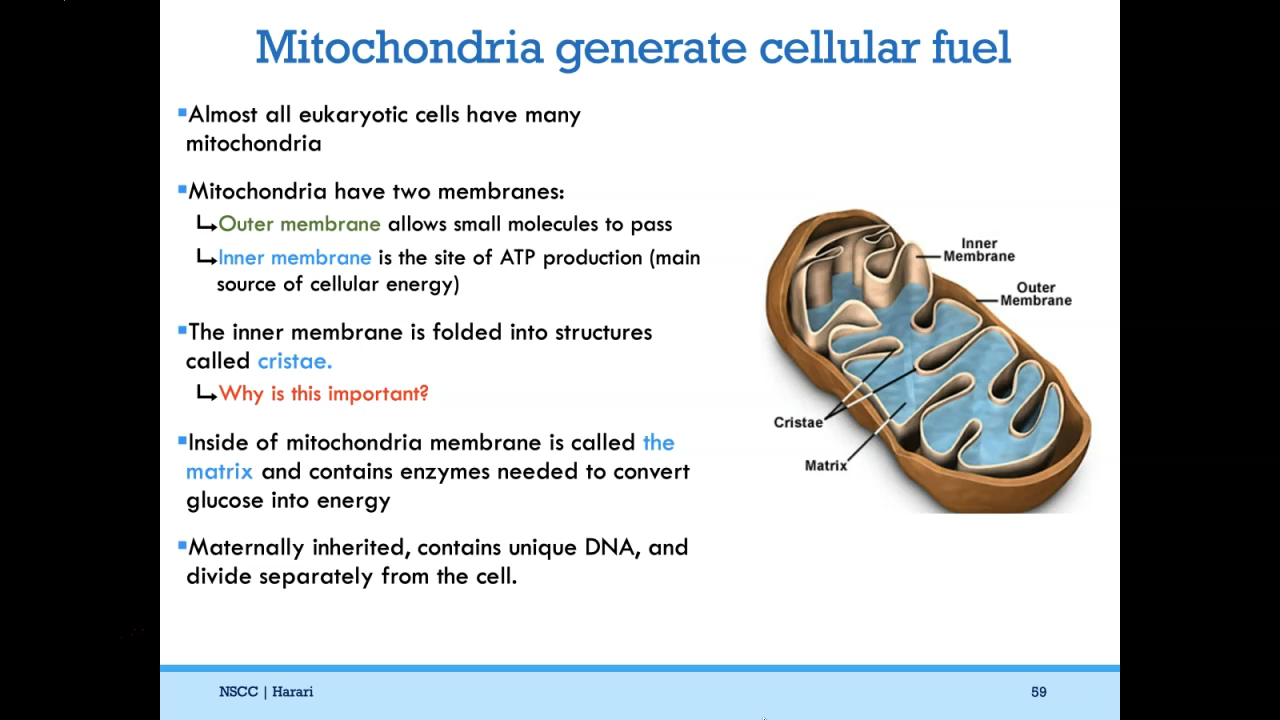 Mitochondria generate cellular fuel
▪Almost all eukaryotic cells have many
mitochondria
▪Mitochondria have two membranes:
↳Outer membrane allows small molecules to pass
↳Inner membrane is the site of ATP production (main
source of cellular energy)
▪The inner membrane is folded into structures
called cristae.
↳Why is this important?
▪Inside of mitochondria membrane is called the
matrix and contains enzymes needed to convert
glucose into energy
▪Maternally inherited, contains unique DNA, and
divide separately from the cell.
Inner
Membrane
Outer
Membrane
Cristae
Matrix
NSCC | Harari
59